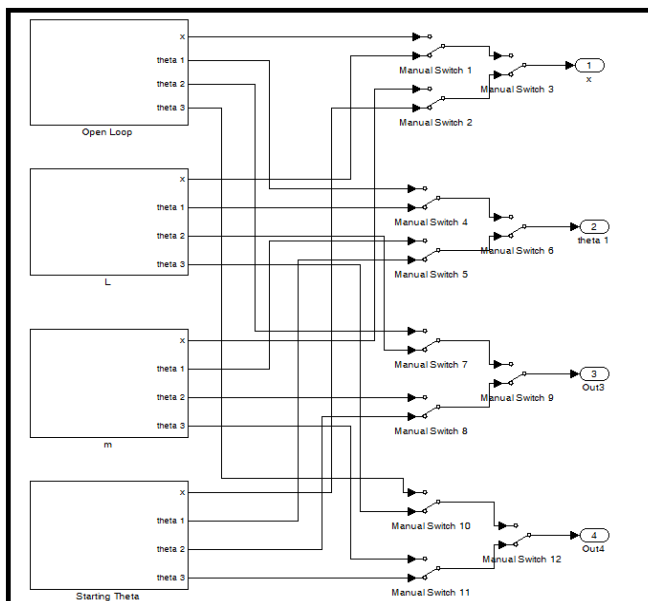 x
theta 1
theta 2
theta 3
Open Loop
x
theta 1
theta 2
theta 3
L
x
theta 1
theta 2
theta 3
m
x
theta 1
theta 2
theta 3
Starting Theta
Manual Switch 1
Manual Switch 2
Manual Switch 3
1
x
Manual Switch 4
Manual Switch 5
Manual Switch 6
2
theta 1
Manual Switch 7
Manual Switch 8
Manual Switch 9
3
Out3
Manual Switch 10
Manual Switch 11
Manual Switch 12
4
Out4